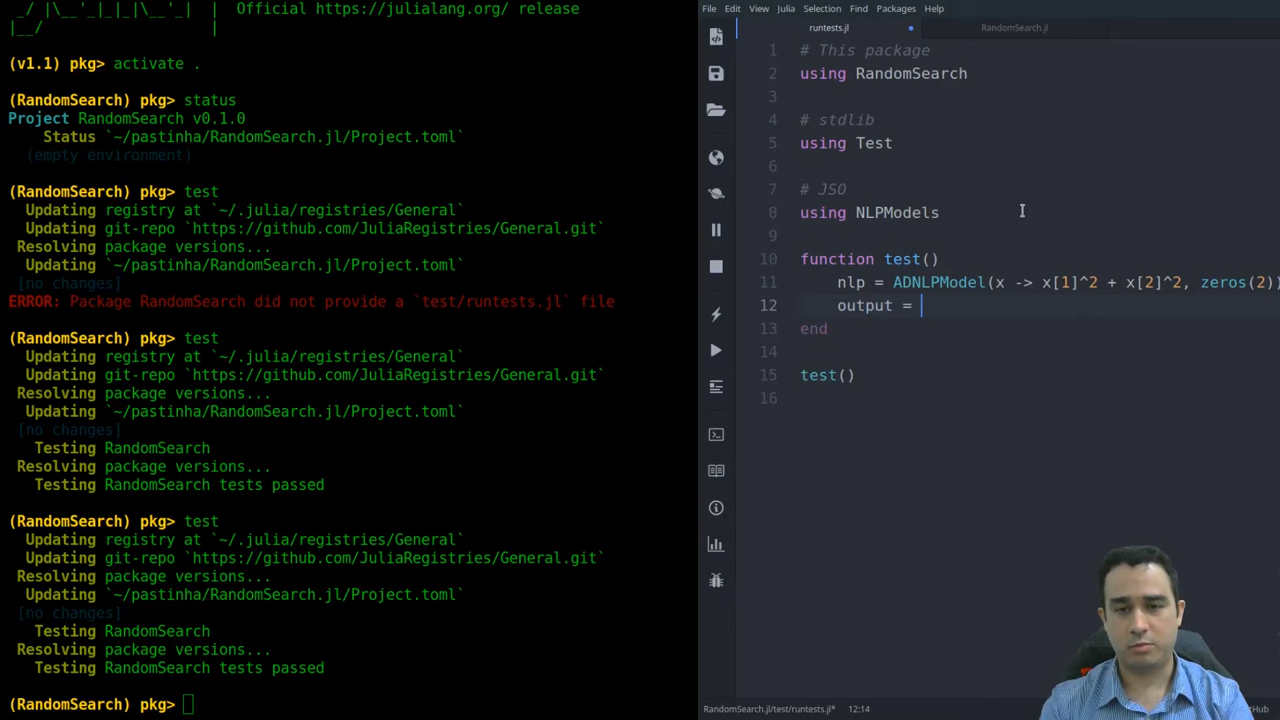 _/ |\__'_|_|_|\__'_|  |  Official https://julialang.org/ release
|__/                   |
(v1.1) pkg> activate .
(RandomSearch) pkg> status
Project RandomSearch v0.1.0
Status `~/pastinha/RandomSearch.jl/Project.toml`
(empty environment)
(RandomSearch) pkg> test
Updating registry at `~/.julia/registries/General`
Updating git-repo `https://github.com/JuliaRegistries/General.git`
Resolving package versions...
Updating `~/pastinha/RandomSearch.jl/Project.toml`
[no changes]
ERROR: Package RandomSearch did not provide a `test/runtests.jl` file
(RandomSearch) pkg> test
Updating registry at `~/.julia/registries/General`
Updating git-repo `https://github.com/JuliaRegistries/General.git`
Resolving package versions...
Updating `~/pastinha/RandomSearch.jl/Project.toml`
[no changes]
Testing RandomSearch
Resolving package versions...
Testing RandomSearch tests passed
(RandomSearch) pkg> test
Updating registry at `~/.julia/registries/General`
Updating git-repo `https://github.com/JuliaRegistries/General.git`
Resolving package versions...
Updating `~/pastinha/RandomSearch.jl/Project.toml`
[no changes]
Testing RandomSearch
Resolving package versions...
Testing RandomSearch tests passed
(RandomSearch) pkg>
File Edit View Julia Selection Find Packages Help
runtests.jl RandomSearch.jl
1 # This package
2 using RandomSearch
3
4 # stdlib
5 using Test
6
7 # JSO
8 using NLPModels
9
10 function test()
11 nlp = ADNLPModel(x -> x[1]^2 + x[2]^2, zeros(2))
12 output =
13 end
14
15 test()
16
RandomSearch.jl/test/runtests.jl* 12:14 Hub